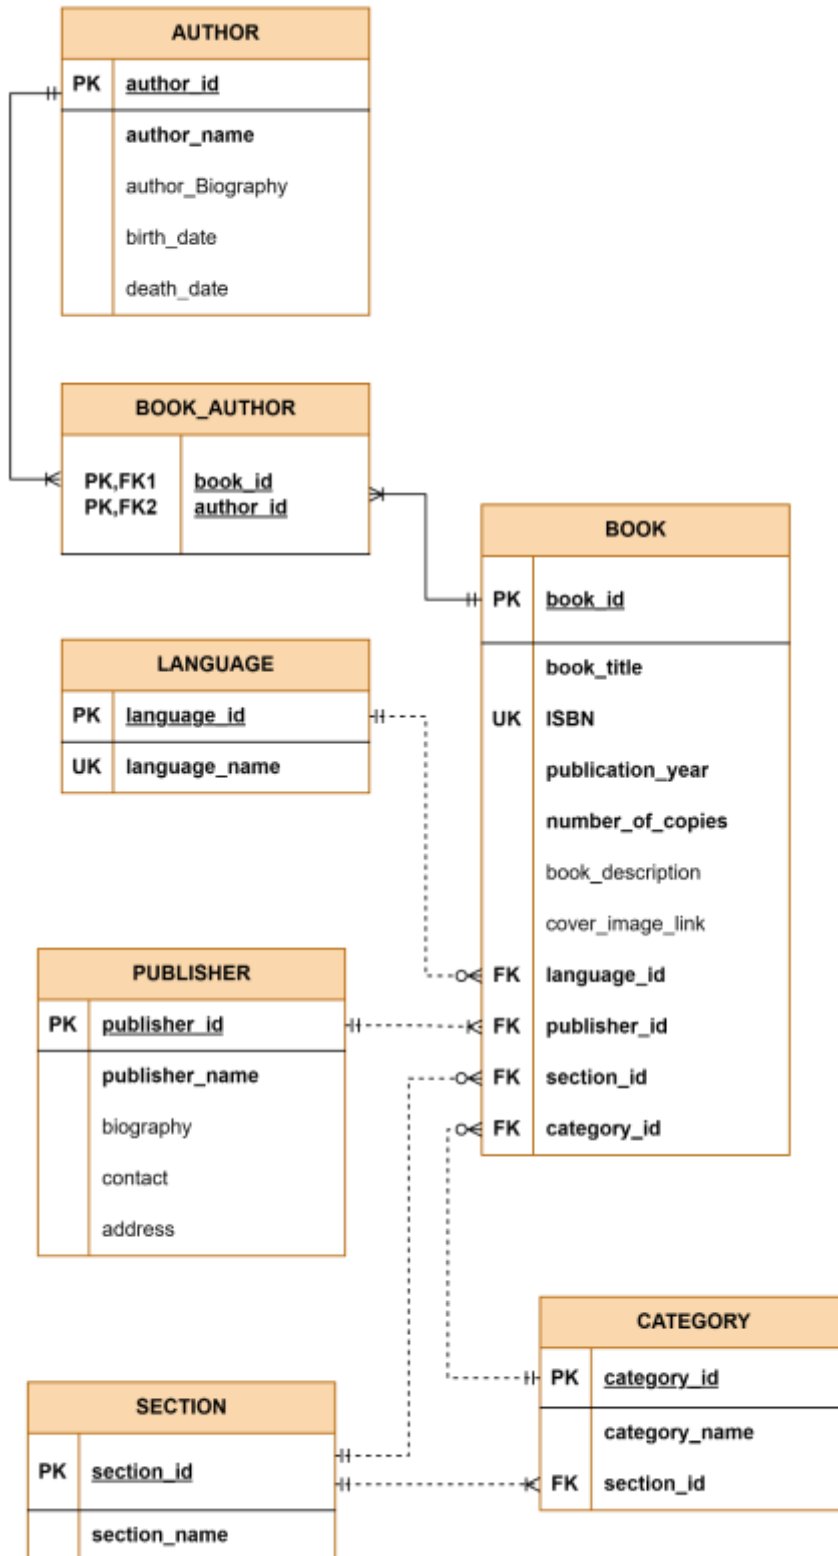 AUTHOR
PK author_id
author_name
author_Biography
birth_date
death_date
BOOK_AUTHOR
PK,FK1 book_id
PK,FK2 author_id
BOOK
PK book_id
book_title
UK ISBN
publication_year
number_of_copies
book_description
cover_image_link
FK language_id
FK publisher_id
FK section_id
FK category_id
LANGUAGE
PK language_id
UK language_name
PUBLISHER
PK publisher_id
publisher_name
biography
contact
address
CATEGORY
PK category_id
category_name
FK section_id
SECTION
PK section_id
section_name